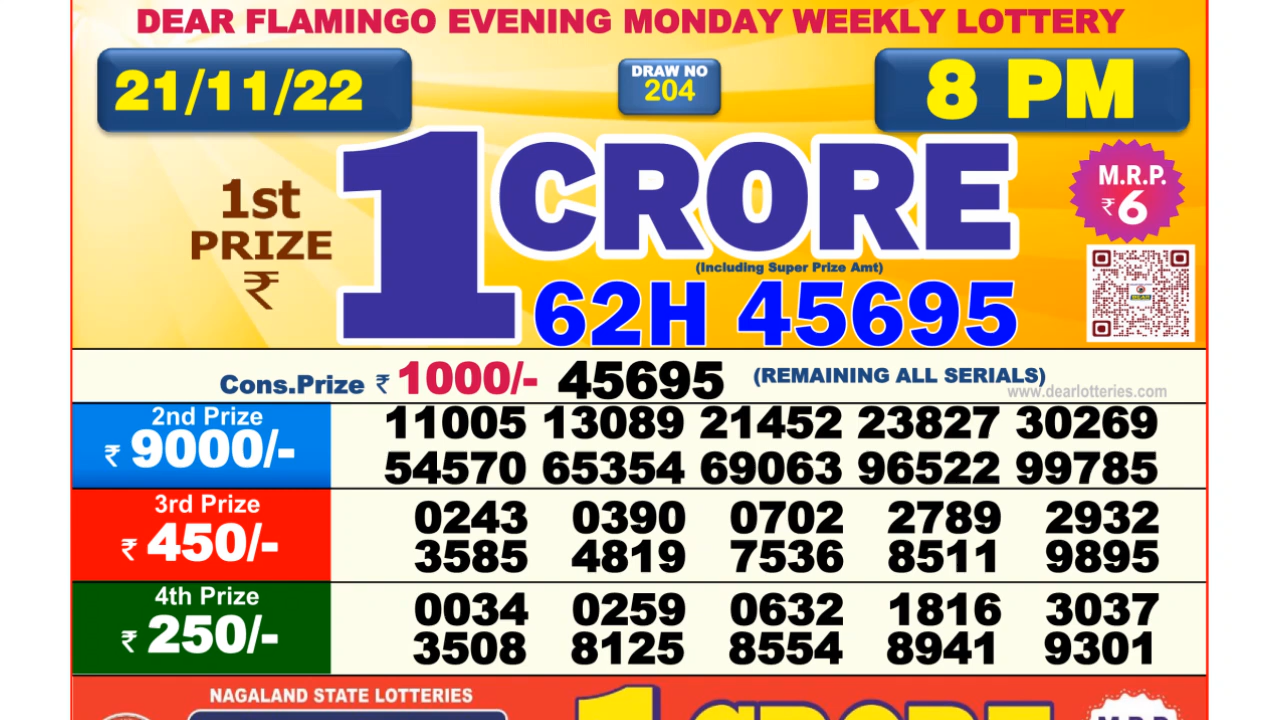 DEAR FLAMINGO EVENING MONDAY WEEKLY LOTTERY
21/11/22
DRAW NO
204
8 PM
1st
PRIZE
₹
1 CRORE
(Including Super Prize Amt)
62H 45695
M.R.P.
₹ 6
Cons.Prize ₹ 1000/- 45695 (REMAINING ALL SERIALS)
www.dearlotteries.com
2nd Prize
₹ 9000/-
11005 13089 21452 23827 30269
54570 65354 69063 96522 99785
3rd Prize
₹ 450/-
0243 0390 0702 2789 2932
3585 4819 7536 8511 9895
4th Prize
₹ 250/-
0034 0259 0632 1816 3037
3508 8125 8554 8941 9301
NAGALAND STATE LOTTERIES
1 CRORE
M.R.P.